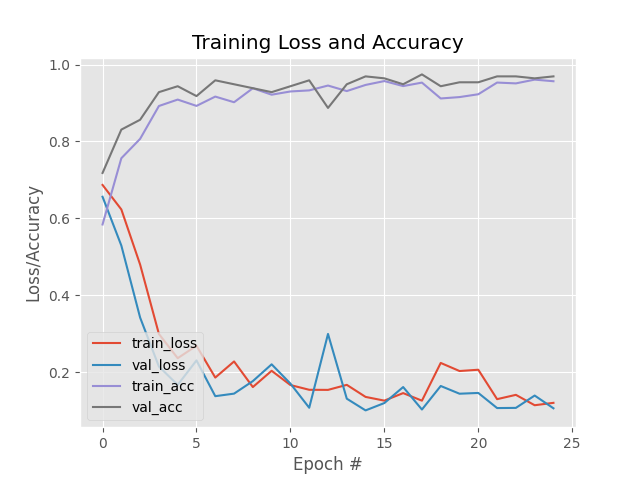 Training Loss and Accuracy
1.0
0.8
0.6
0.4
0.2
Loss/Accuracy
train_loss
val_loss
train_acc
val_acc
0 5 10 15 20 25
Epoch #